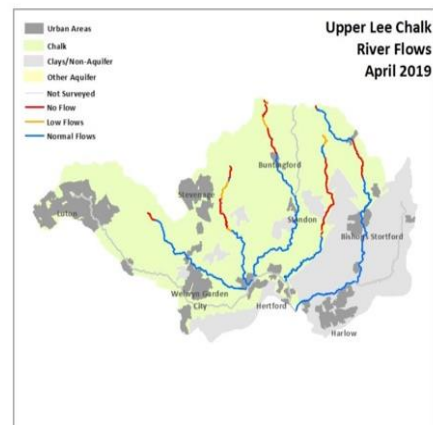 Upper Lee Chalk
River Flows
April 2019
Urban Areas
Chalk
Clays/Non-Aquifer
Other Aquifer
Not Surveyed
No Flow
Low Flows
Normal Flows
Buntingford
Stevenage
Luton
Standon
Bishops Stortford
Welwyn Garden
City
Hertford
Harlow